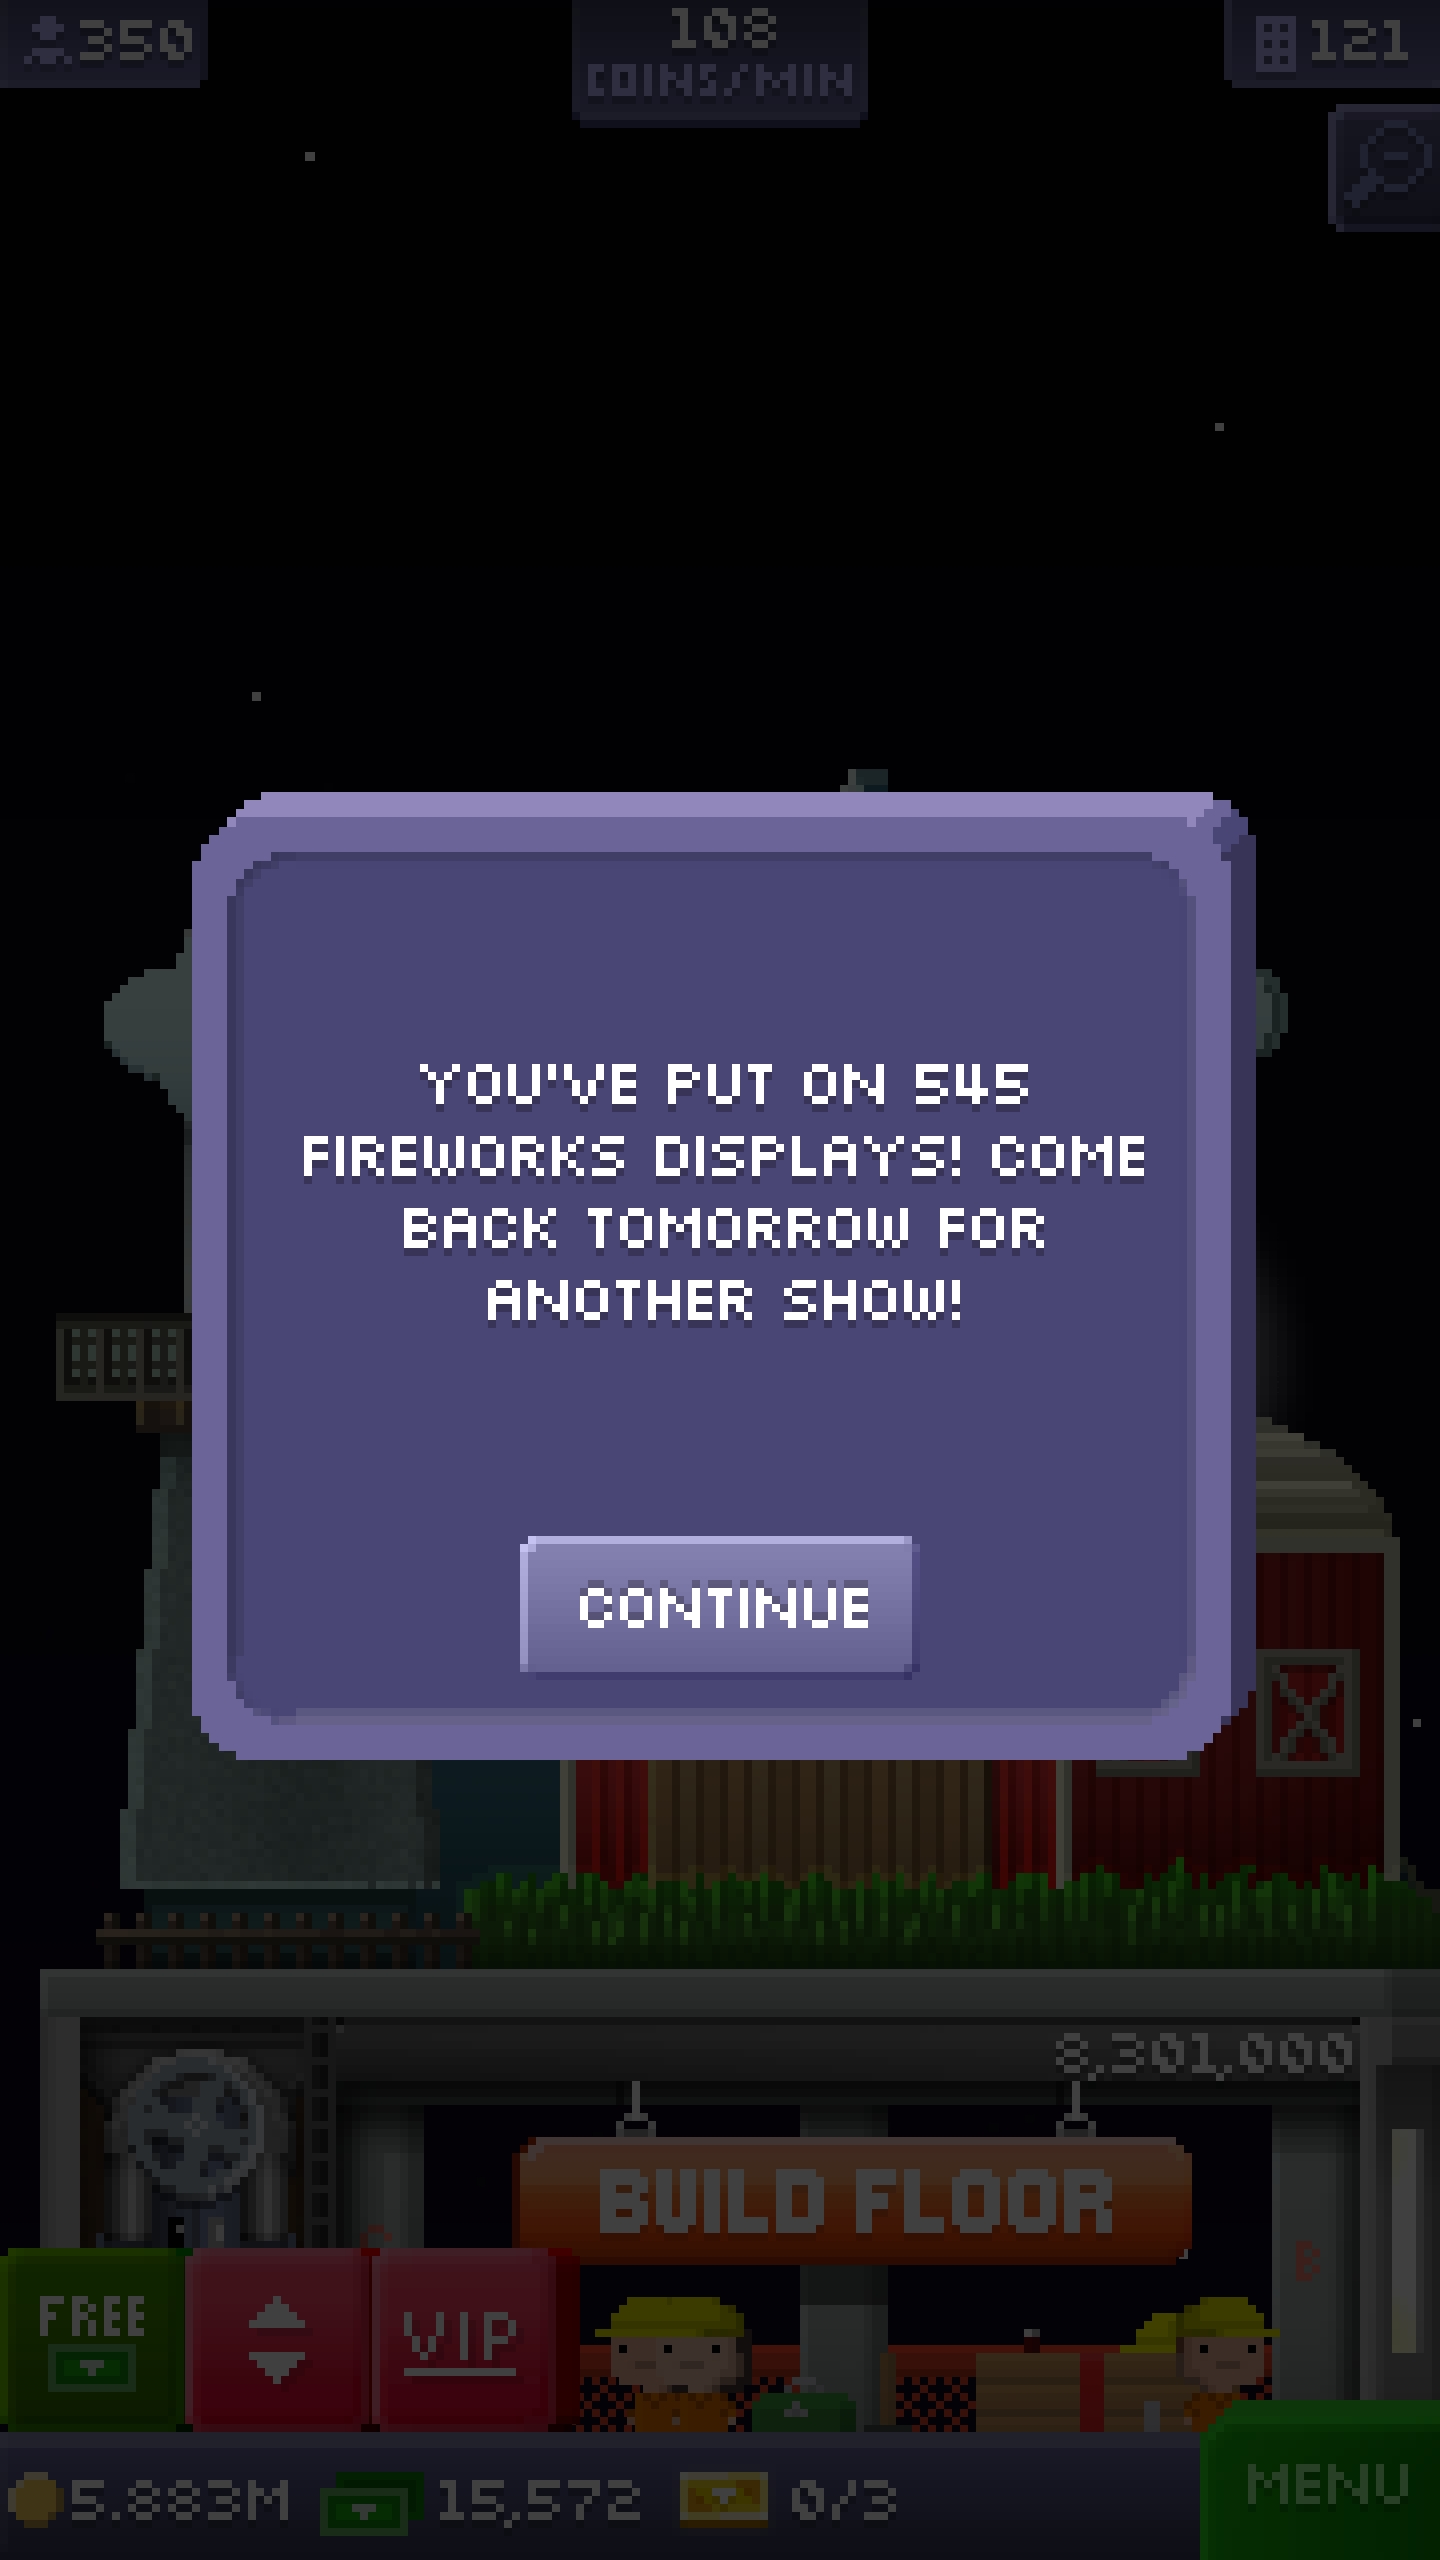 350
108
COINS/MIN
121
YOU'VE PUT ON 545
FIREWORKS DISPLAYS! COME
BACK TOMORROW FOR
ANOTHER SHOW!
CONTINUE
8,301,000
BUILD FLOOR
B
FREE
VIP
5.883M
15,572
0/3
MENU